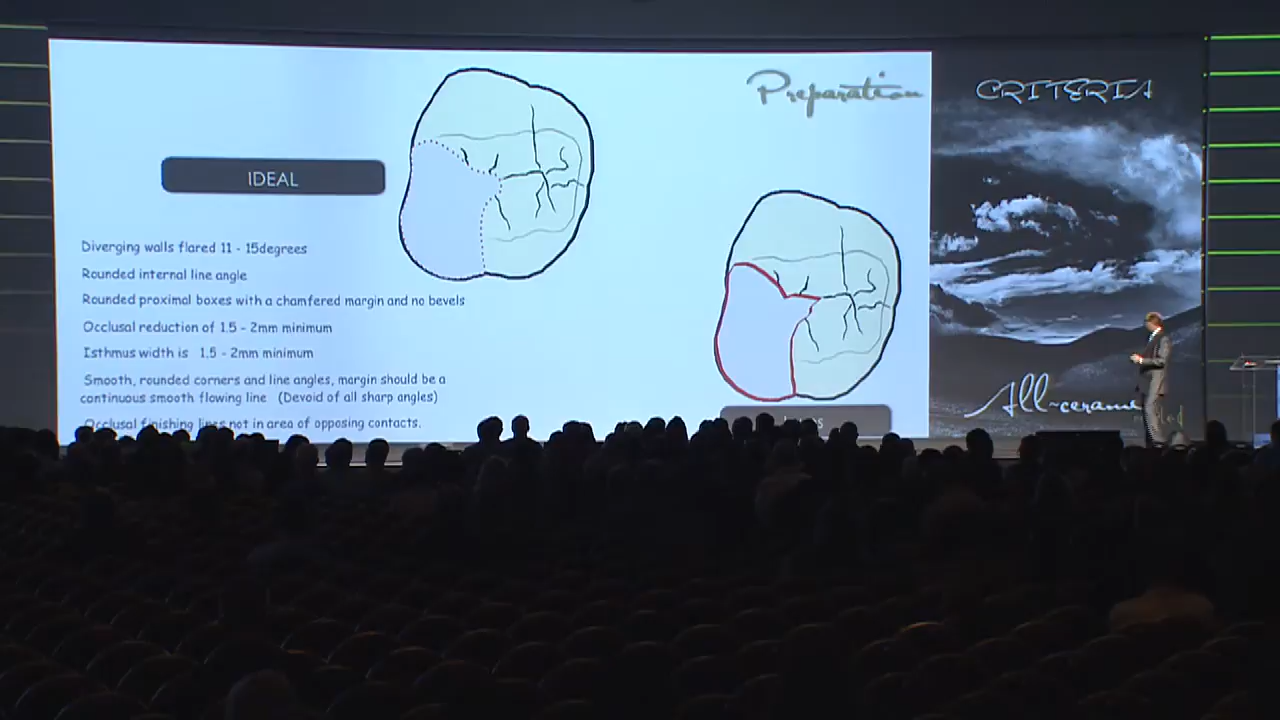 Preparation
CRITERIA
IDEAL
Diverging walls flared 11 - 15degrees
Rounded internal line angle
Rounded proximal boxes with a chamfered margin and no bevels
Occlusal reduction of 1.5 - 2mm minimum
Isthmus width is 1.5 - 2mm minimum
Smooth, rounded corners and line angles, margin should be a
continuous smooth flowing line (Devoid of all sharp angles)
Occlusal finishing lines not in area of opposing contacts.
All-ceramic